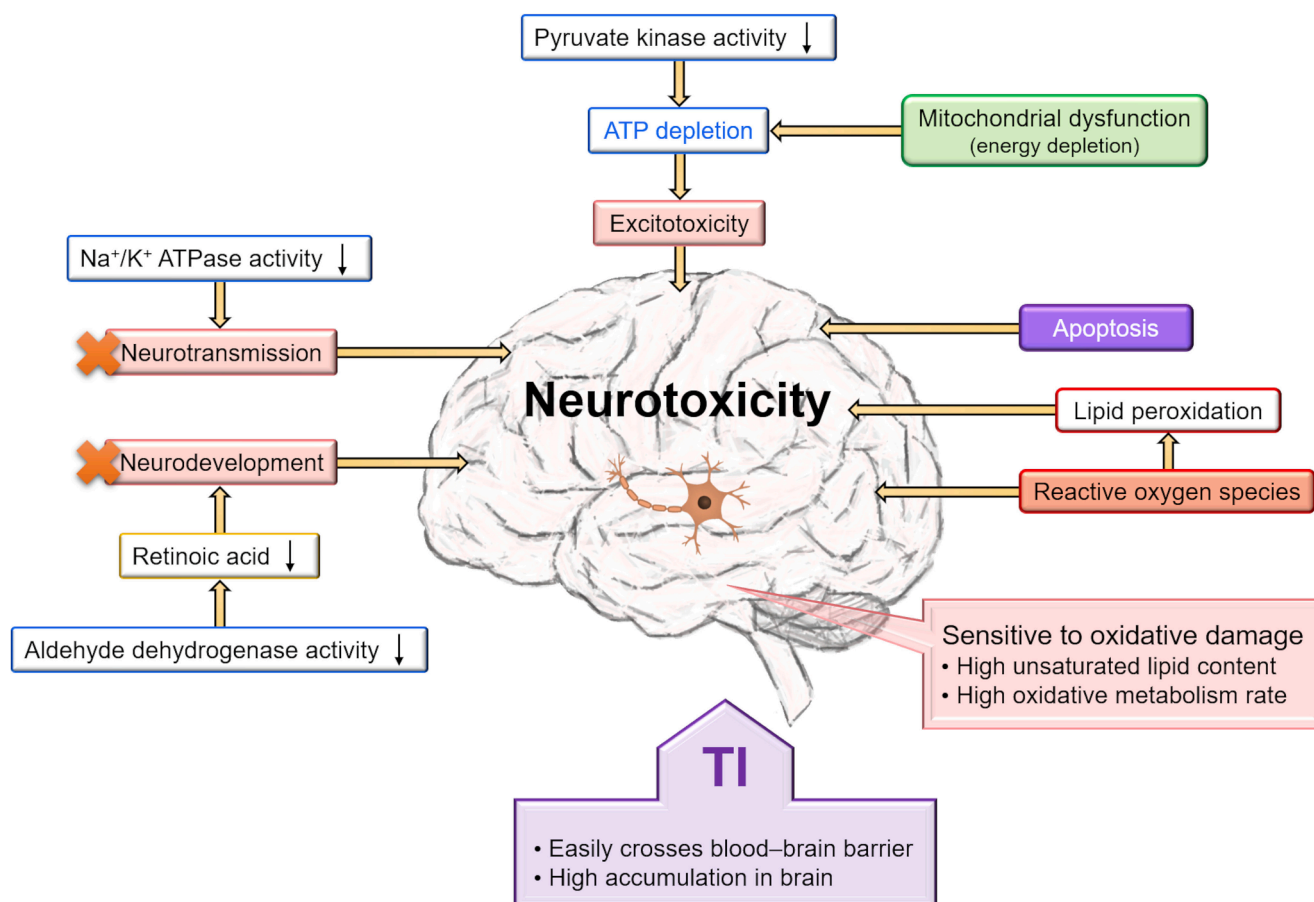 Pyruvate kinase activity ↓
ATP depletion
Mitochondrial dysfunction
(energy depletion)
Excitotoxicity
Na⁺/K⁺ ATPase activity ↓
Neurotransmission
Apoptosis
Neurotoxicity
Lipid peroxidation
Neurodevelopment
Reactive oxygen species
Retinoic acid ↓
Aldehyde dehydrogenase activity ↓
Sensitive to oxidative damage
• High unsaturated lipid content
• High oxidative metabolism rate
Tl
• Easily crosses blood–brain barrier
• High accumulation in brain